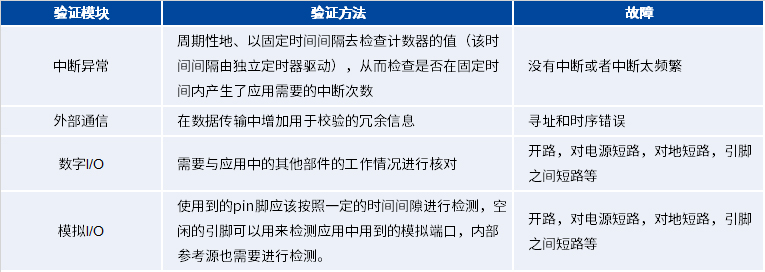 验证模块 验证方法 故障
中断异常
周期性地、以固定时间间隔去检查计数器的值（该时
间间隔由独立定时器驱动），从而检查是否在固定时
间内产生了应用需要的中断次数
没有中断或者中断太频繁
外部通信 在数据传输中增加用于校验的冗余信息 寻址和时序错误
数字I/O 需要与应用中的其他部件的工作情况进行核对
开路，对电源短路，对地短路，引脚
之间短路等
模拟I/O
使用到的pin脚应该按照一定的时间间隙进行检测，空
闲的引脚可以用来检测应用中用到的模拟端口，内部
参考源也需要进行检测。
开路，对电源短路，对地短路，引脚
之间短路等